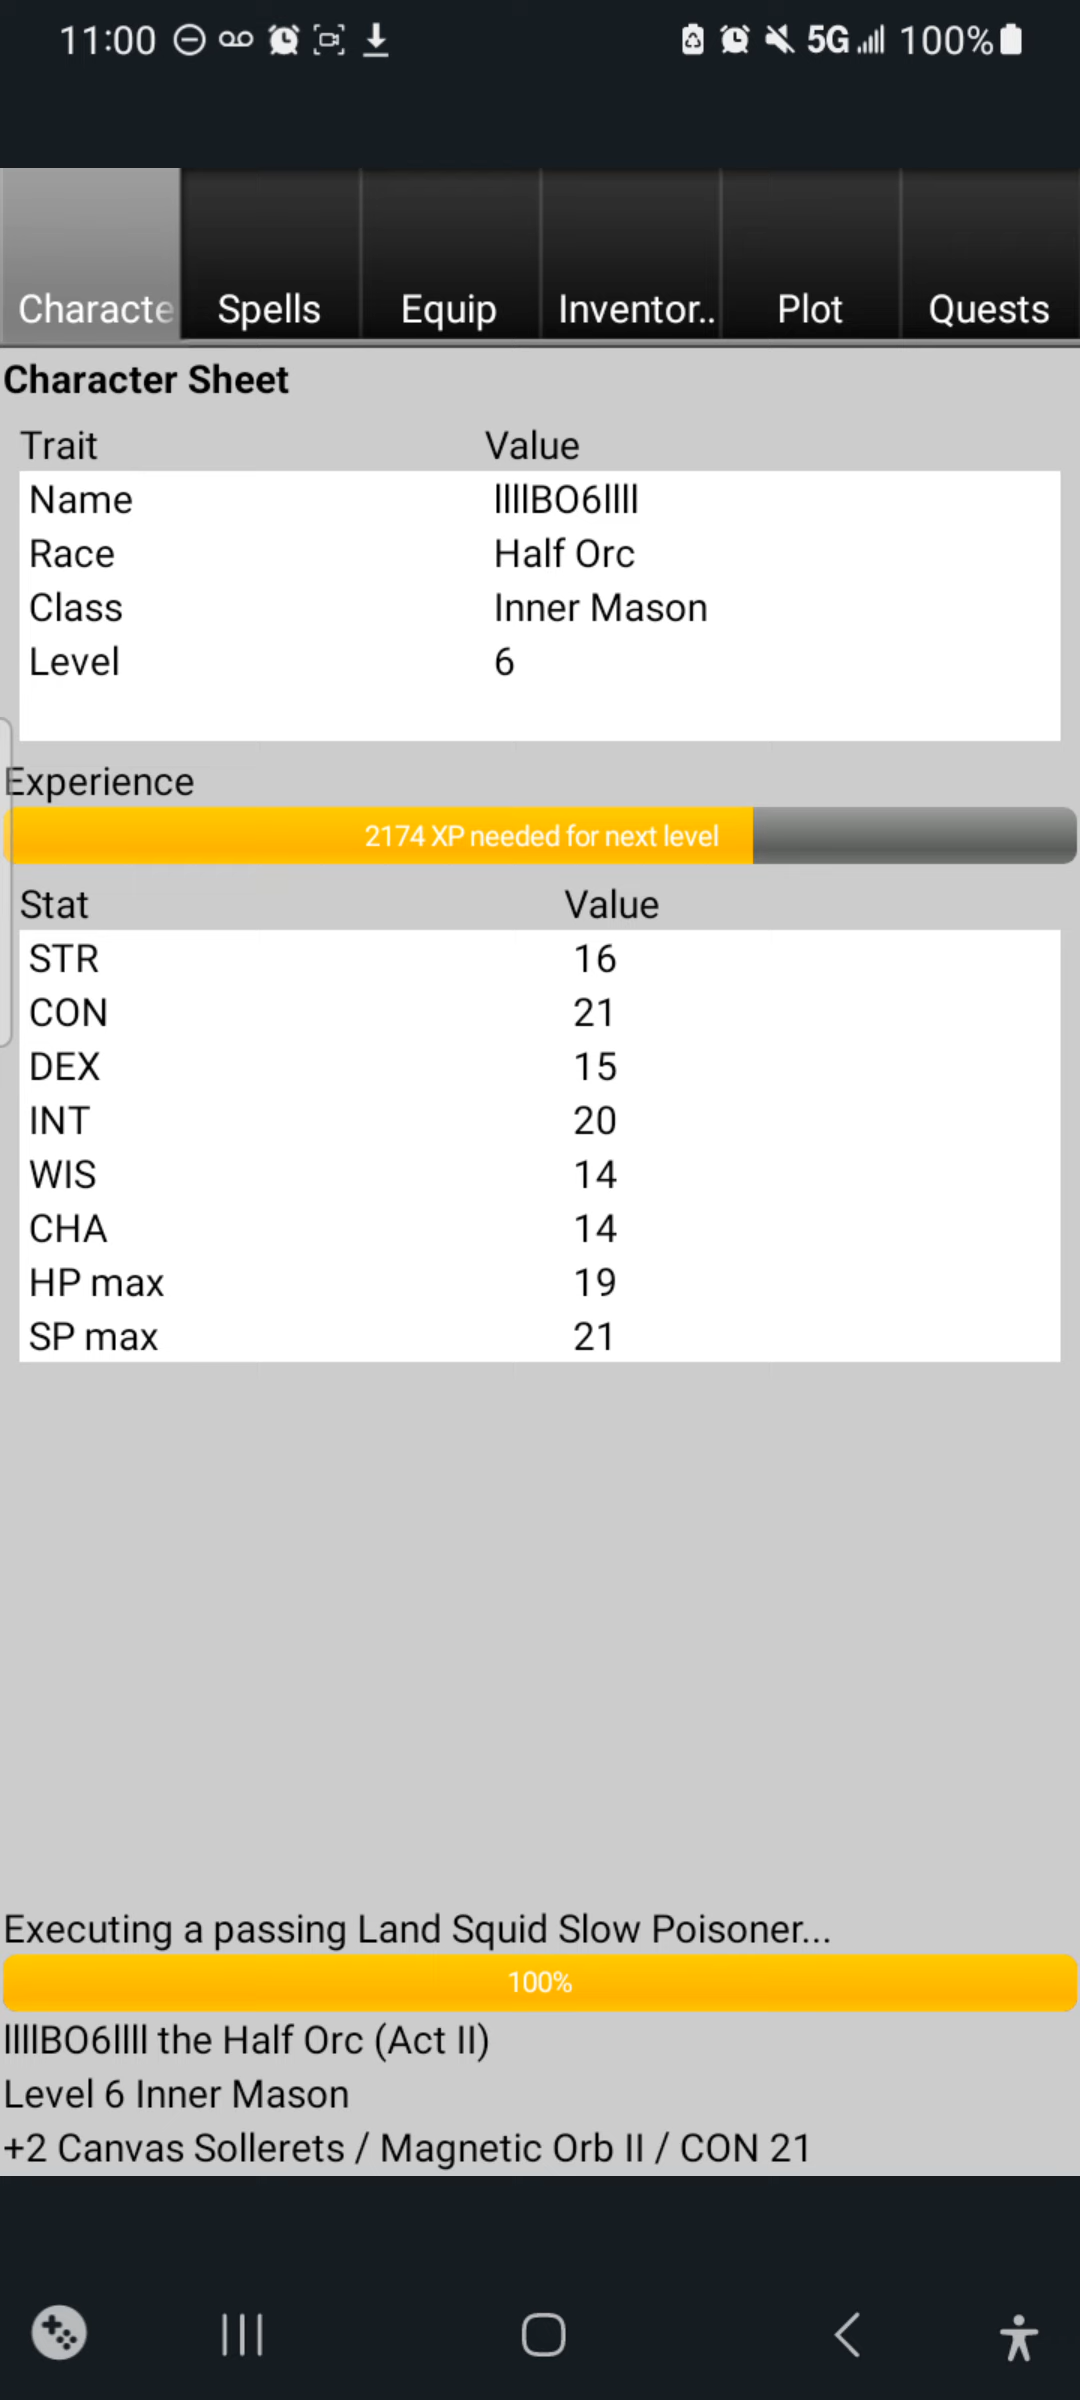 11:00 5G 100%
Characte Spells Equip Inventor.. Plot Quests
Character Sheet
Trait Value
Name llllBO6llll
Race Half Orc
Class Inner Mason
Level 6
Experience
2174 XP needed for next level
Stat Value
STR 16
CON 21
DEX 15
INT 20
WIS 14
CHA 14
HP max 19
SP max 21
Executing a passing Land Squid Slow Poisoner...
100%
llllBO6llll the Half Orc (Act II)
Level 6 Inner Mason
+2 Canvas Sollerets / Magnetic Orb II / CON 21